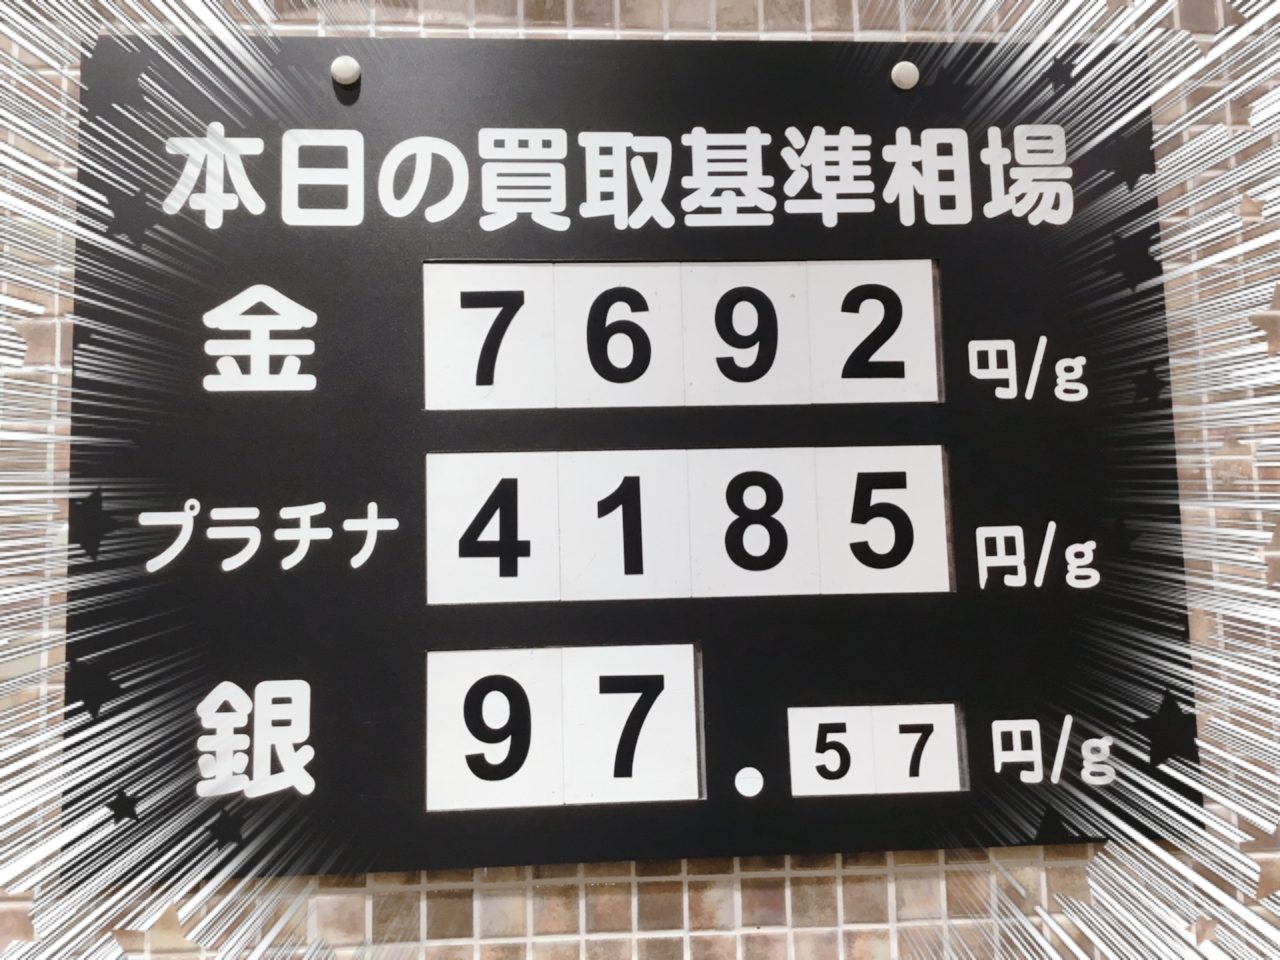 本日の買取基準相場
金 7692 円/g
プラチナ 4185 円/g
銀 97.57 円/g